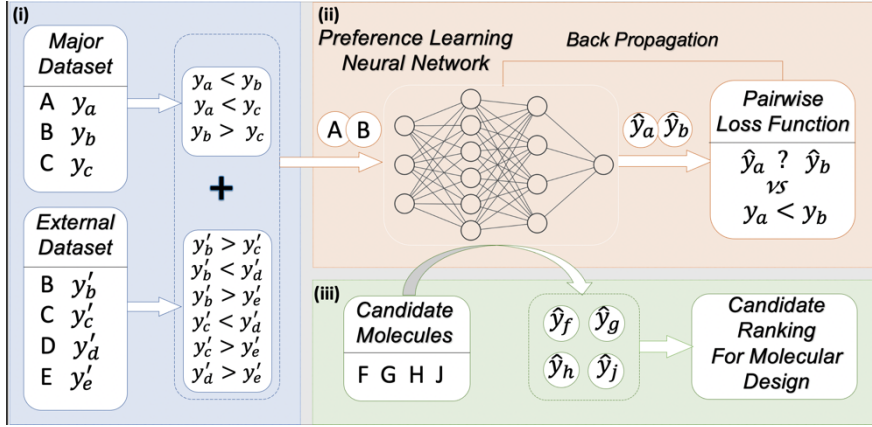 (i)
Major
Dataset
A y_a
B y_b
C y_c
y_a < y_b
y_a < y_c
y_b > y_c
+
External
Dataset
B y'_b
C y'_c
D y'_d
E y'_e
y'_b > y'_c
y'_b < y'_d
y'_b > y'_e
y'_c < y'_d
y'_c > y'_e
y'_d > y'_e
(ii)
Preference Learning
Neural Network
Back Propagation
A B
ŷ_a ŷ_b
Pairwise
Loss Function
ŷ_a ? ŷ_b
vs
y_a < y_b
(iii)
Candidate
Molecules
F G H J
ŷ_f ŷ_g
ŷ_h ŷ_j
Candidate
Ranking
For Molecular
Design